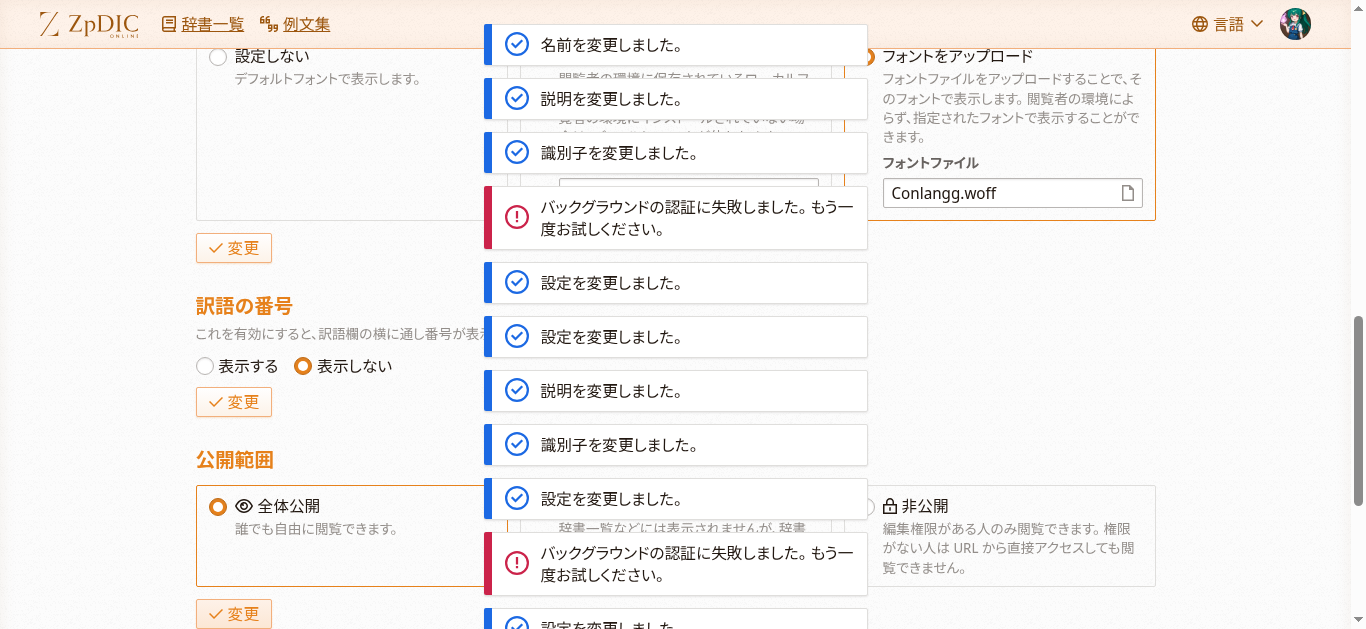 ZpDIC
ONLINE
辞書一覧
例文集
言語
設定しない
デフォルトフォントで表示します。
フォントをアップロード
フォントファイルをアップロードすることで、そ
のフォントで表示します。閲覧者の環境によ
らず、指定されたフォントで表示することがで
きます。
フォントファイル
Conlangg.woff
変更
訳語の番号
これを有効にすると、訳語欄の横に通し番号が表
表示する
表示しない
変更
公開範囲
全体公開
誰でも自由に閲覧できます。
辞書一覧などには表示されませんが、辞書
非公開
編集権限がある人のみ閲覧できます。権限
がない人は URL から直接アクセスしても閲
覧できません。
変更
名前を変更しました。
説明を変更しました。
識別子を変更しました。
バックグラウンドの認証に失敗しました。もう一
度お試しください。
設定を変更しました。
設定を変更しました。
説明を変更しました。
識別子を変更しました。
設定を変更しました。
バックグラウンドの認証に失敗しました。もう一
度お試しください。
設定を変更しました。